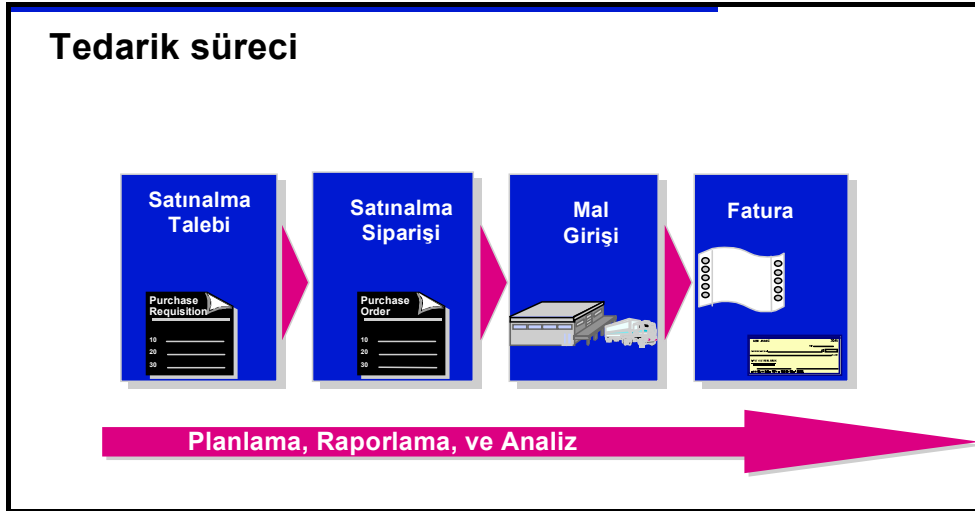 Tedarik süreci
Satınalma
Talebi
Purchase
Requisition
10
20
30
Satınalma
Siparişi
Purchase
Order
10
20
30
Mal
Girişi
Fatura
Planlama, Raporlama, ve Analiz